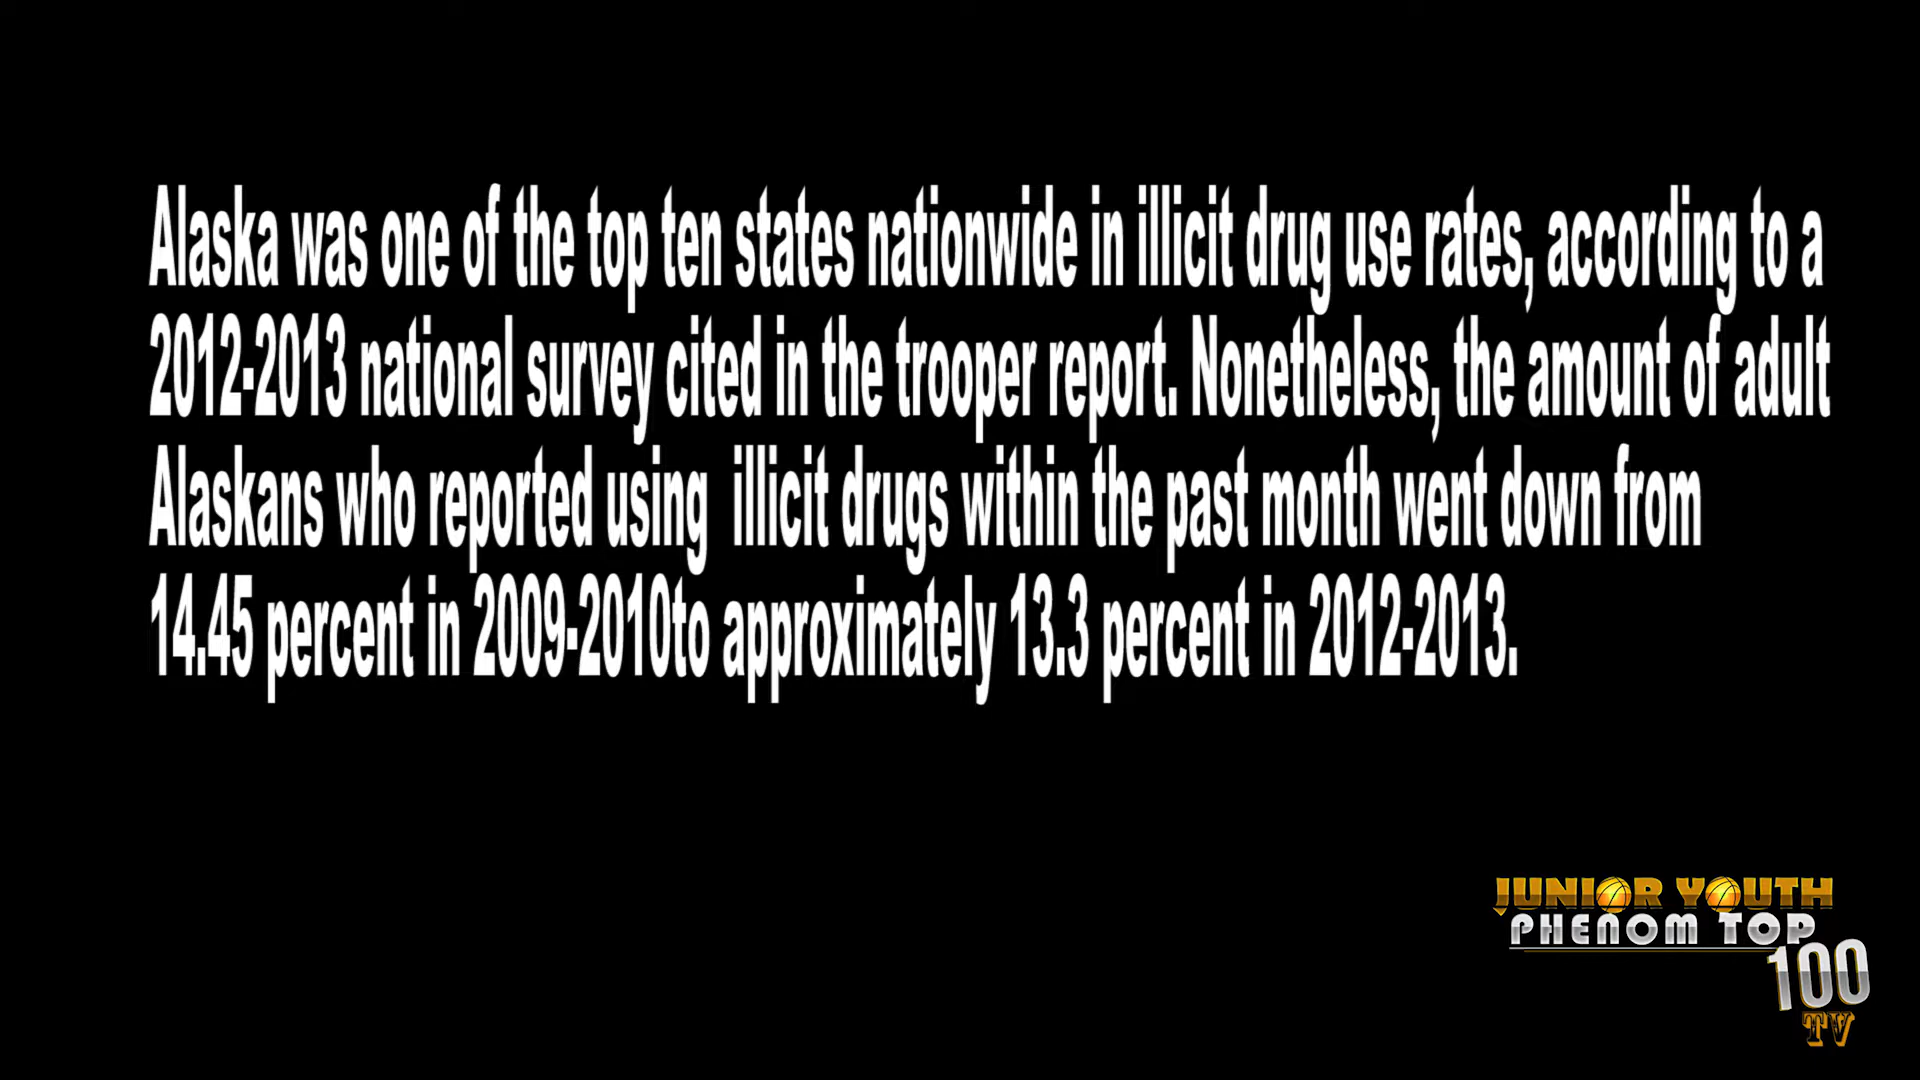 Alaska was one of the top ten states nationwide in illicit drug use rates, according to a
2012-2013 national survey cited in the trooper report. Nonetheless, the amount of adult
Alaskans who reported using  illicit drugs within the past month went down from
14.45 percent in 2009-2010to approximately 13.3 percent in 2012-2013.
JUNIOR YOUTH
PHENOM TOP
100
TV